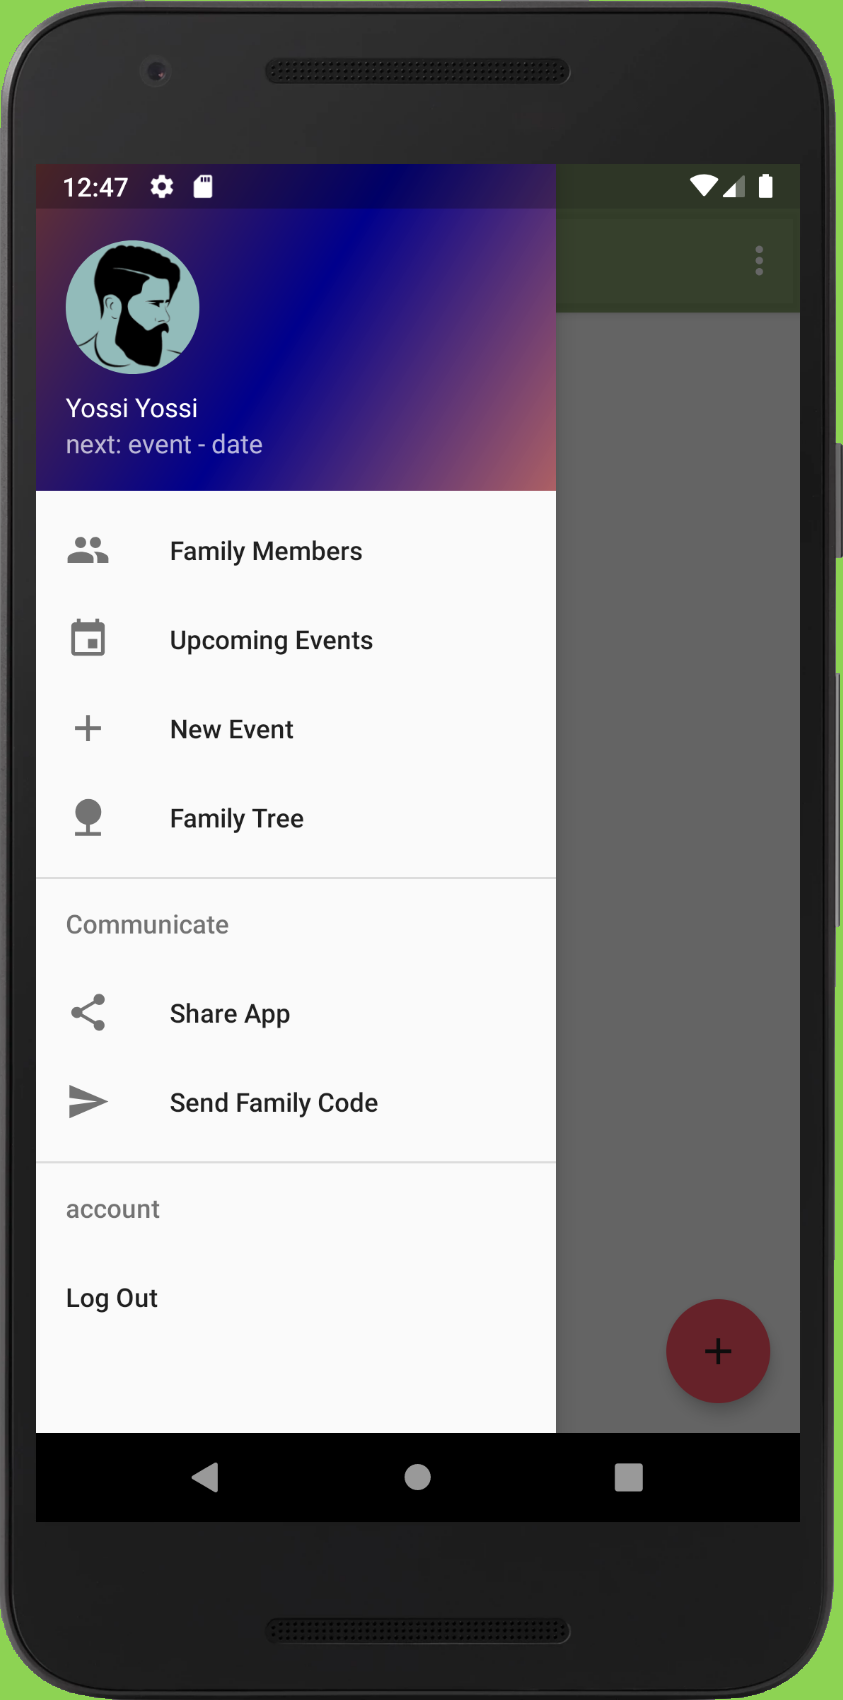 12:47
Yossi Yossi
next: event - date
Family Members
Upcoming Events
New Event
Family Tree
Communicate
Share App
Send Family Code
account
Log Out